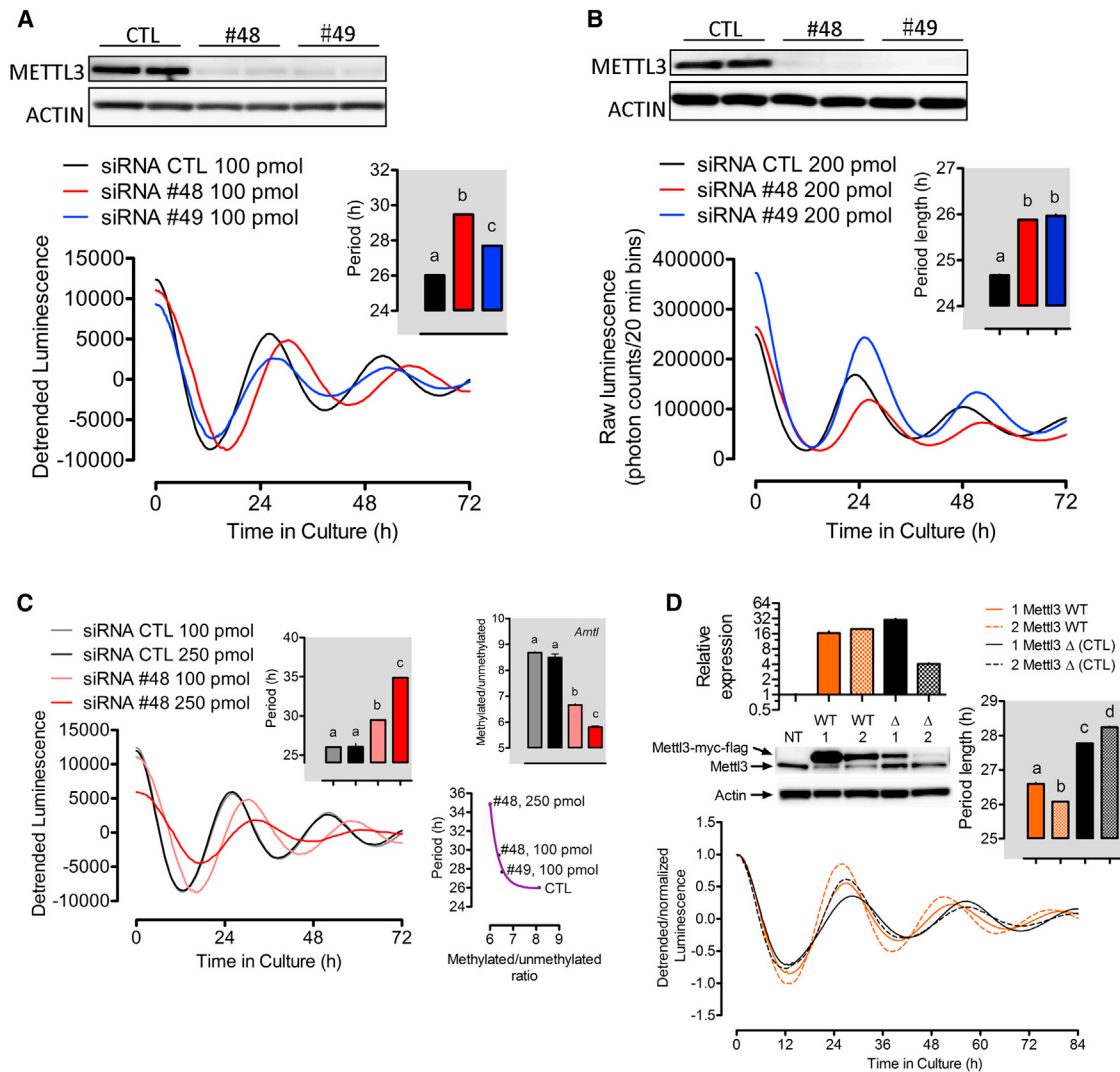 A
CTL #48 #49
METTL3
ACTIN
siRNA CTL 100 pmol
siRNA #48 100 pmol
siRNA #49 100 pmol
Period (h)
32
30
28
26
24
a
b
c
Detrended Luminescence
15000
10000
5000
0
-5000
-10000
0 24 48 72
Time in Culture (h)
B
CTL #48 #49
METTL3
ACTIN
siRNA CTL 200 pmol
siRNA #48 200 pmol
siRNA #49 200 pmol
Period length (h)
27
26
25
24
a
b
b
Raw luminescence
(photon counts/20 min bins)
400000
300000
200000
100000
0
0 24 48 72
Time in Culture (h)
C
siRNA CTL 100 pmol
siRNA CTL 250 pmol
siRNA #48 100 pmol
siRNA #48 250 pmol
Period (h)
40
35
30
25
a
a
b
c
Detrended Luminescence
15000
10000
5000
0
-5000
-10000
0 24 48 72
Time in Culture (h)
Amtl
Methylated/unmethylated
10
9
8
7
6
5
a
a
b
c
Period (h)
36
34
32
30
28
26
24
#48, 250 pmol
#48, 100 pmol
#49, 100 pmol
CTL
6 7 8 9
Methylated/unmethylated
ratio
D
Relative
expression
64
32
16
8
4
2
1
0.5
1 Mettl3 WT
2 Mettl3 WT
1 Mettl3 Δ (CTL)
2 Mettl3 Δ (CTL)
NT WT 1 WT 2 Δ 1 Δ 2
Mettl3-myc-flag
Mettl3
Actin
Period length (h)
29
28
27
26
25
a
b
c
d
Detrended/normalized
Luminescence
1.0
0.5
0.0
-0.5
-1.0
-1.5
0 12 24 36 48 60 72 84
Time in Culture (h)